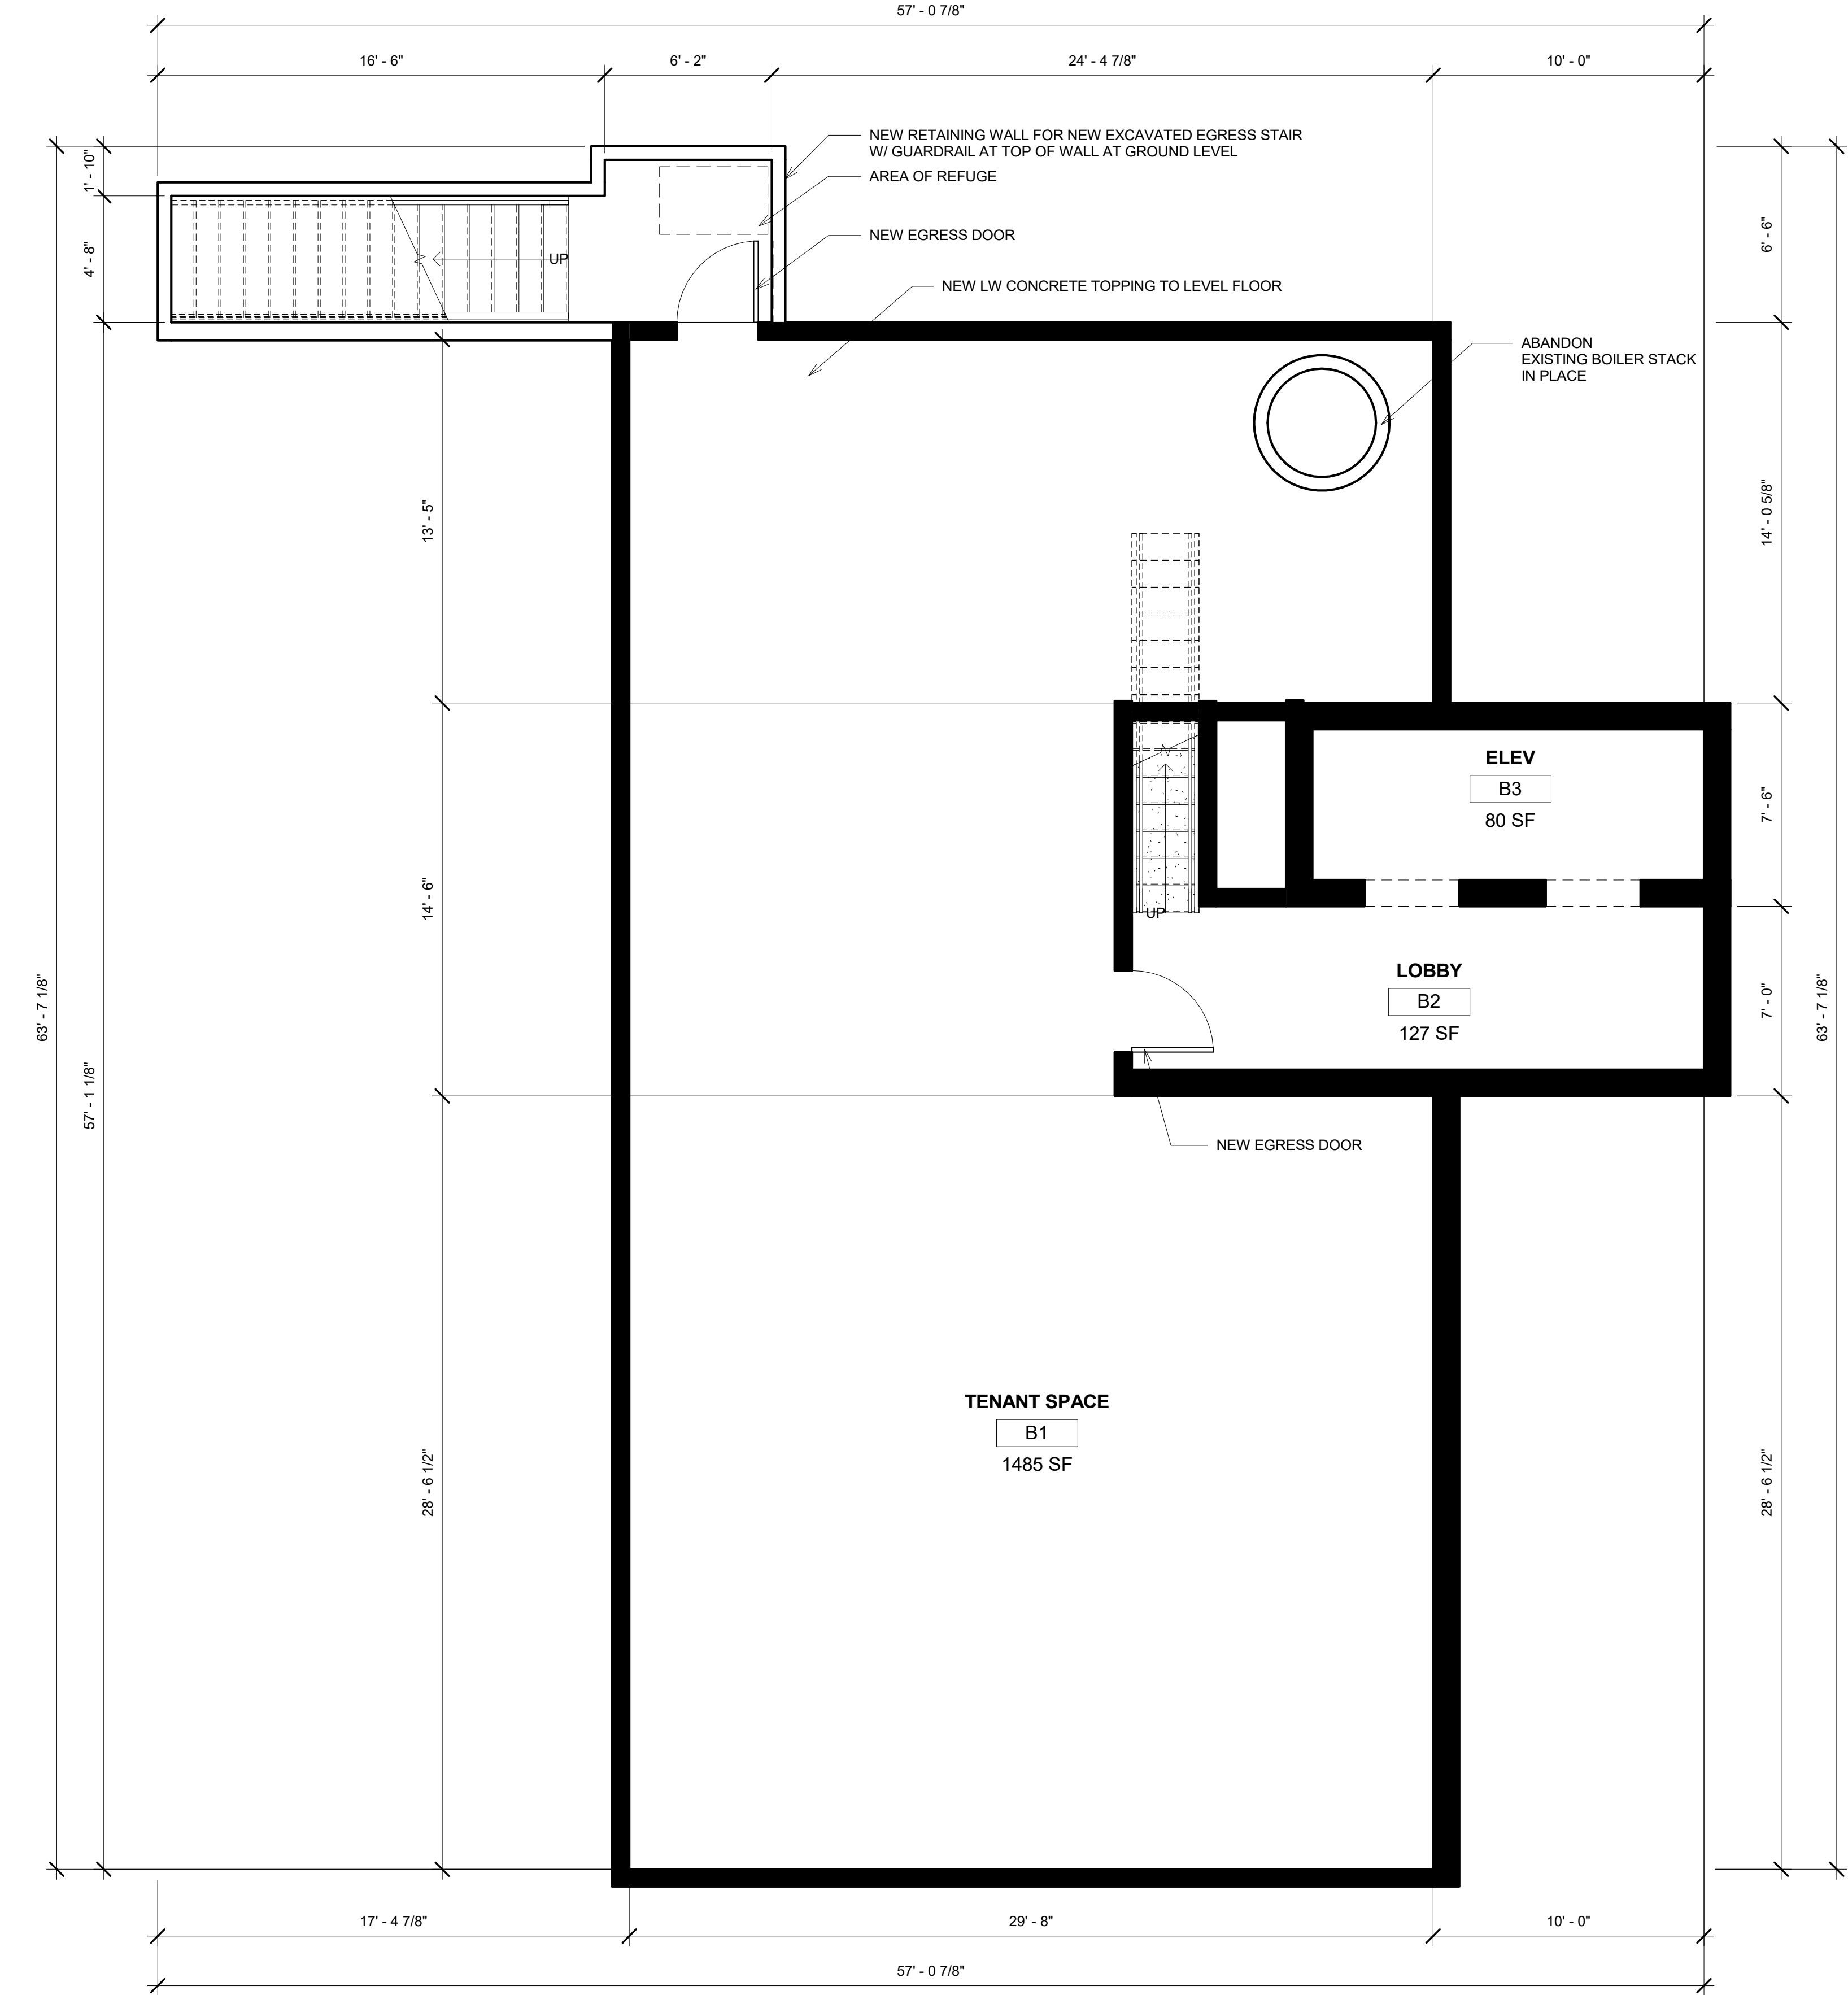 57' - 0 7/8"
16' - 6"
6' - 2"
24' - 4 7/8"
10' - 0"
NEW RETAINING WALL FOR NEW EXCAVATED EGRESS STAIR
W/ GUARDRAIL AT TOP OF WALL AT GROUND LEVEL
AREA OF REFUGE
NEW EGRESS DOOR
NEW LW CONCRETE TOPPING TO LEVEL FLOOR
ABANDON
EXISTING BOILER STACK
IN PLACE
1' - 10"
4' - 8"
UP
6' - 6"
13' - 5"
14' - 0 5/8"
ELEV
B3
80 SF
7' - 6"
14' - 6"
UP
LOBBY
B2
127 SF
7' - 0"
63' - 7 1/8"
57' - 1 1/8"
63' - 7 1/8"
NEW EGRESS DOOR
TENANT SPACE
B1
1485 SF
28' - 6 1/2"
28' - 6 1/2"
17' - 4 7/8"
29' - 8"
10' - 0"
57' - 0 7/8"